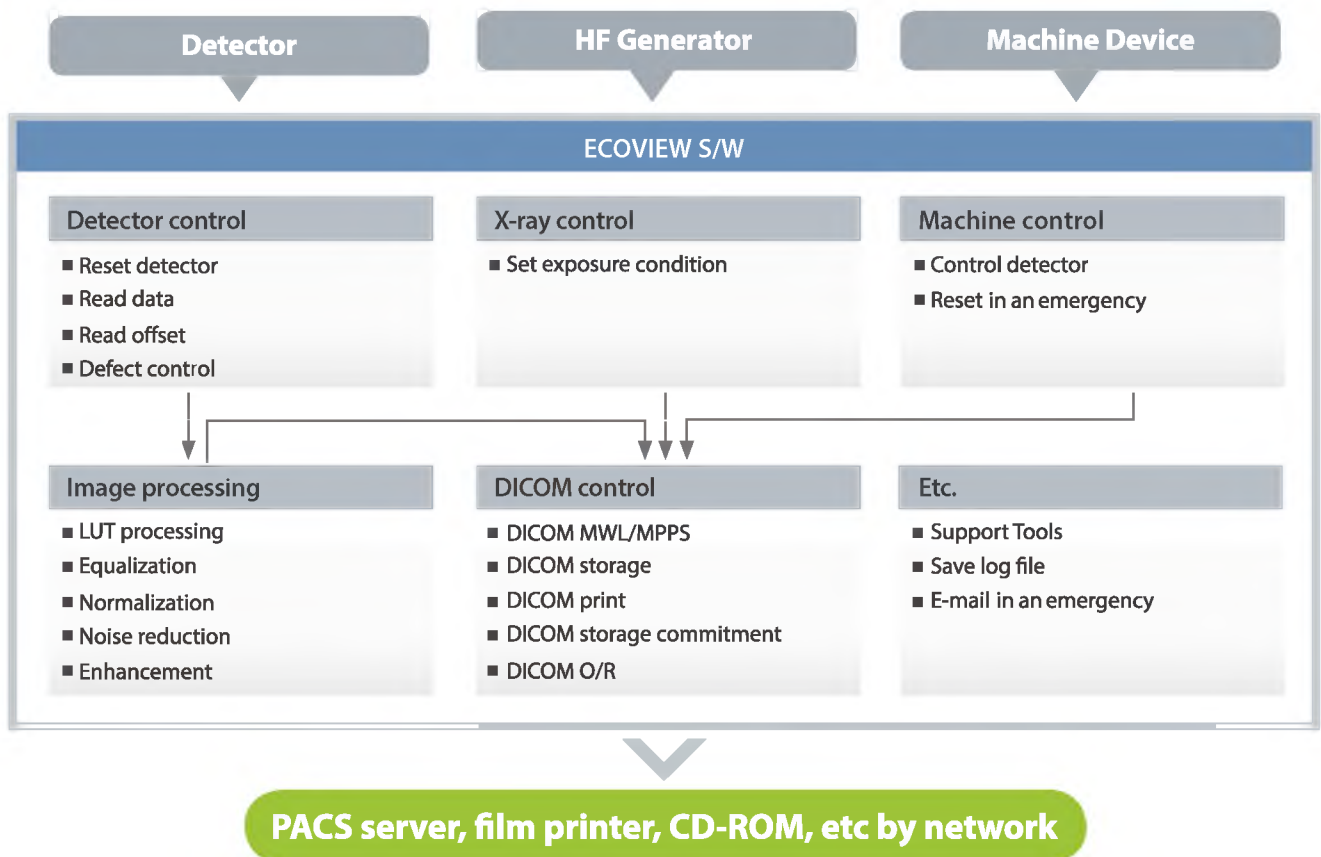 Detector
HF Generator
Machine Device
ECOVIEW S/W
Detector control
■ Reset detector
■ Read data
■ Read offset
■ Defect control
X-ray control
■ Set exposure condition
Machine control
■ Control detector
■ Reset in an emergency
Image processing
■ LUT processing
■ Equalization
■ Normalization
■ Noise reduction
■ Enhancement
DICOM control
■ DICOM MWL/MPPS
■ DICOM storage
■ DICOM print
■ DICOM storage commitment
■ DICOM O/R
Etc.
■ Support Tools
■ Save log file
■ E-mail in an emergency
PACS server, film printer, CD-ROM, etc by network